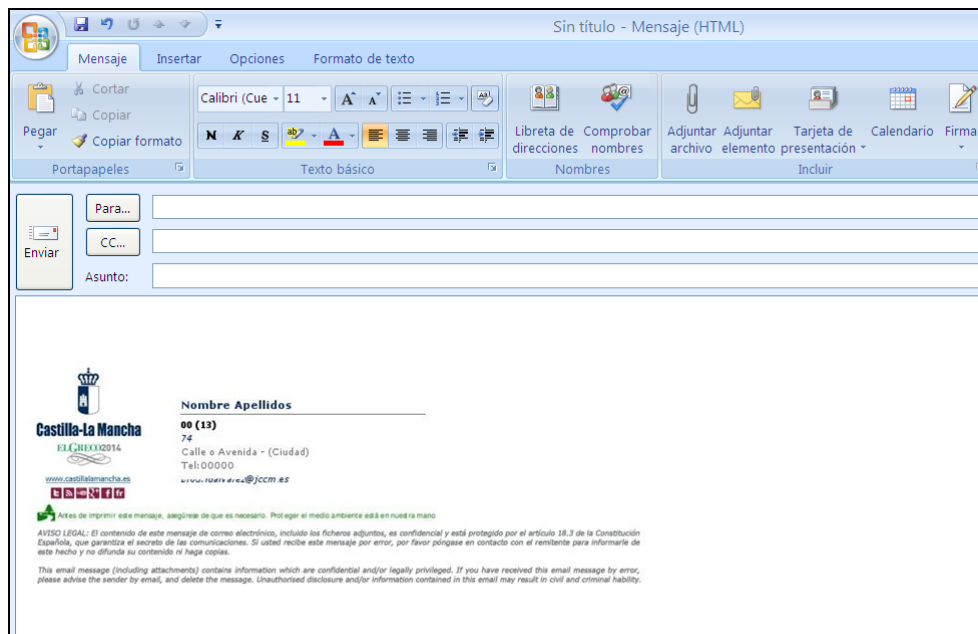 Sin título - Mensaje (HTML)
Mensaje Insertar Opciones Formato de texto
Pegar
Cortar
Copiar
Copiar formato
Portapapeles
Calibri (Cue 11
N K S
Texto básico
Libreta de direcciones
Comprobar nombres
Nombres
Adjuntar archivo
Adjuntar elemento
Tarjeta de presentación
Calendario
Firma
Incluir
Enviar
Para...
CC...
Asunto:
Castilla-La Mancha
EL GRECO2014
www.castillalamancha.es
Nombre Apellidos
00 (13)
74
Calle o Avenida - (Ciudad)
Tel:00000
@jccm.es
Antes de imprimir este mensaje, asegúrese de que es necesario. Proteger el medio ambiente está en nuestra mano
AVISO LEGAL: El contenido de este mensaje de correo electrónico, incluido los ficheros adjuntos, es confidencial y está protegido por el artículo 18.3 de la Constitución
Española, que garantiza el secreto de las comunicaciones. Si usted recibe este mensaje por error, por favor póngase en contacto con el remitente para informarle de
este hecho y no difunda su contenido ni haga copias.
This email message (including attachments) contains information which are confidential and/or legally privileged. If you have received this email message by error,
please advise the sender by email, and delete the message. Unauthorised disclosure and/or information contained in this email may result in civil and criminal hability.